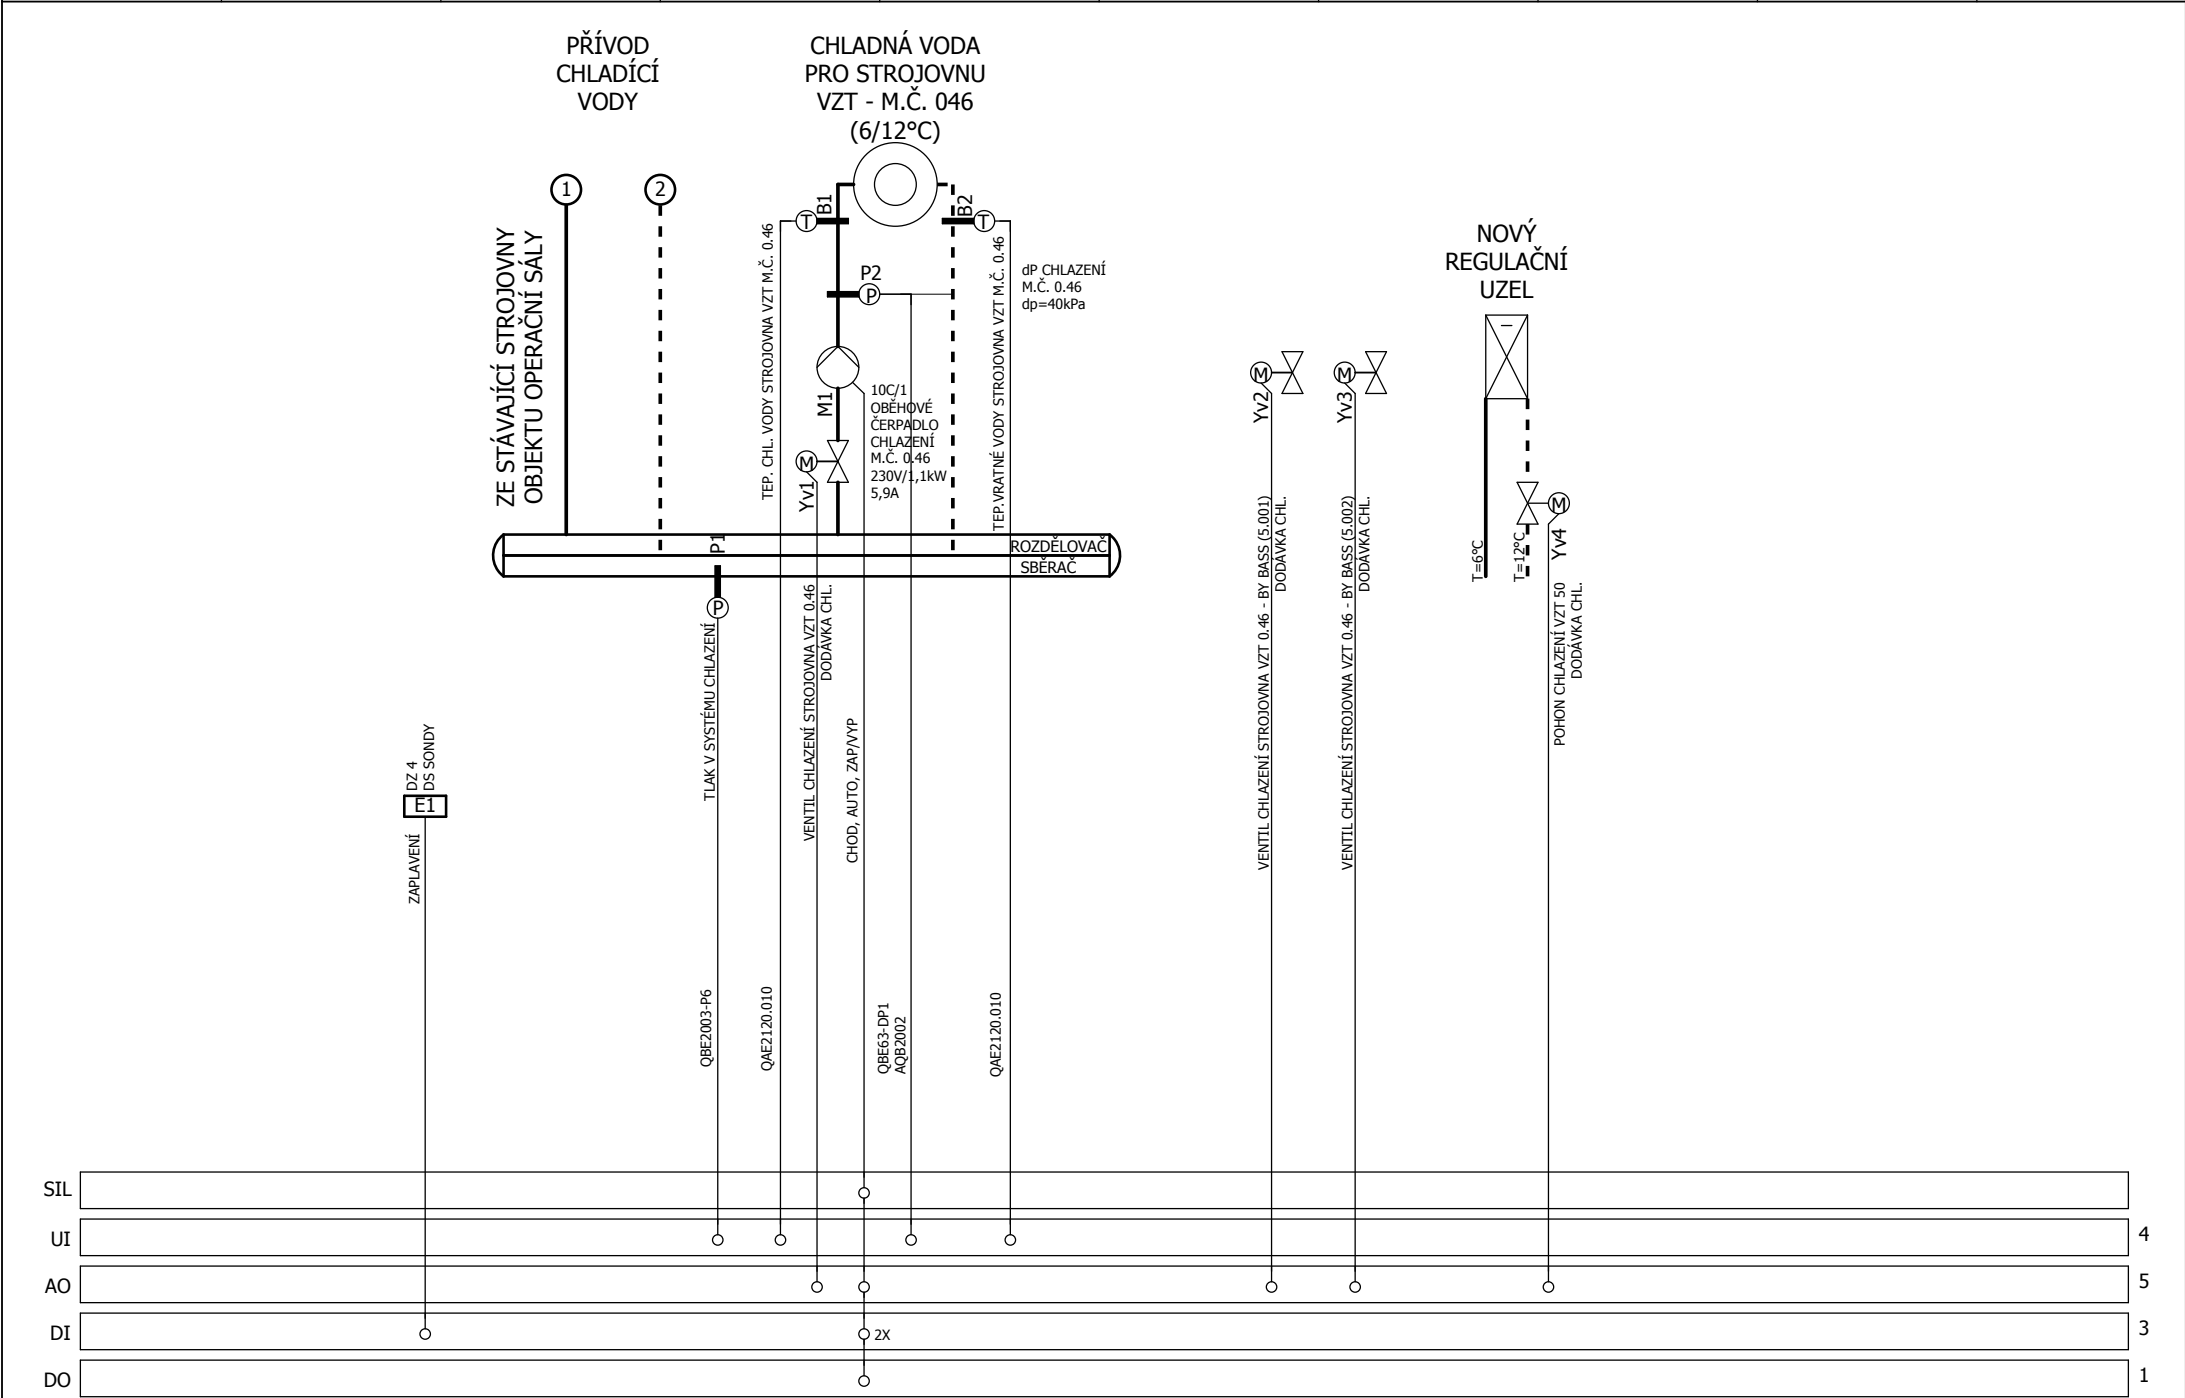 PŘÍVOD
CHLADÍCÍ
VODY
CHLADNÁ VODA
PRO STROJOVNU
VZT - M.Č. 046
(6/12°C)
1
2
ZE STÁVAJÍCÍ STROJOVNY
OBJEKTU OPERAČNÍ SÁLY
T
B1
B2
T
TEP. CHL. VODY STROJOVNA VZT M.Č. 0.46
P2
P
TEP.VRATNÉ VODY STROJOVNA VZT M.Č. 0.46
dP CHLAZENÍ
M.Č. 0.46
dp=40kPa
M1
10C/1
OBĚHOVÉ
ČERPADLO
CHLAZENÍ
M.Č. 0.46
230V/1,1kW
5,9A
M
Yv1
NOVÝ
REGULAČNÍ
UZEL
M
Yv2
M
Yv3
M
Yv4
T=6°C
T=12°C
P1
ROZDĚLOVAČ
SBĚRAČ
P
TLAK V SYSTÉMU CHLAZENÍ
VENTIL CHLAZENÍ STROJOVNA VZT 0.46
DODÁVKA CHL.
CHOD, AUTO, ZAP/VYP
VENTIL CHLAZENÍ STROJOVNA VZT 0.46 - BY BASS (5.001)
DODÁVKA CHL.
VENTIL CHLAZENÍ STROJOVNA VZT 0.46 - BY BASS (5.002)
DODÁVKA CHL.
POHON CHLAZENÍ VZT 50
DODÁVKA CHL.
DZ 4
DS SONDY
E1
ZAPLAVENÍ
QBE2003-P6
QAE2120.010
QBE63-DP1
AQB2002
QAE2120.010
SIL
UI
4
AO
5
DI
2X
3
DO
1